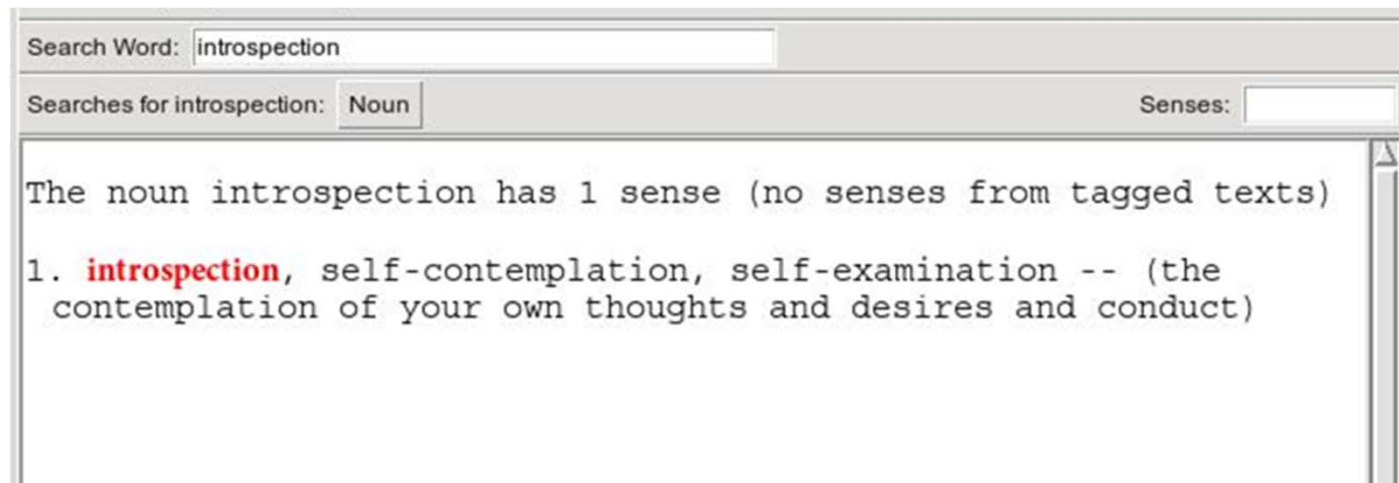 Search Word: introspection
Searches for introspection: Noun Senses:
The noun introspection has 1 sense (no senses from tagged texts)
1. introspection, self-contemplation, self-examination -- (the
contemplation of your own thoughts and desires and conduct)